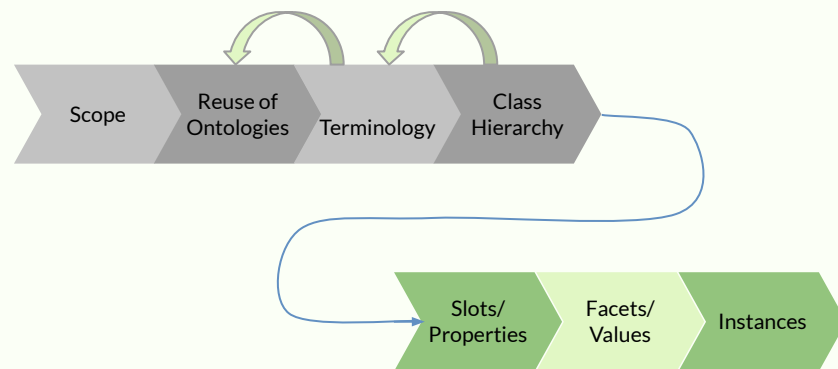 Scope
Reuse of
Ontologies
Terminology
Class
Hierarchy
Slots/
Properties
Facets/
Values
Instances